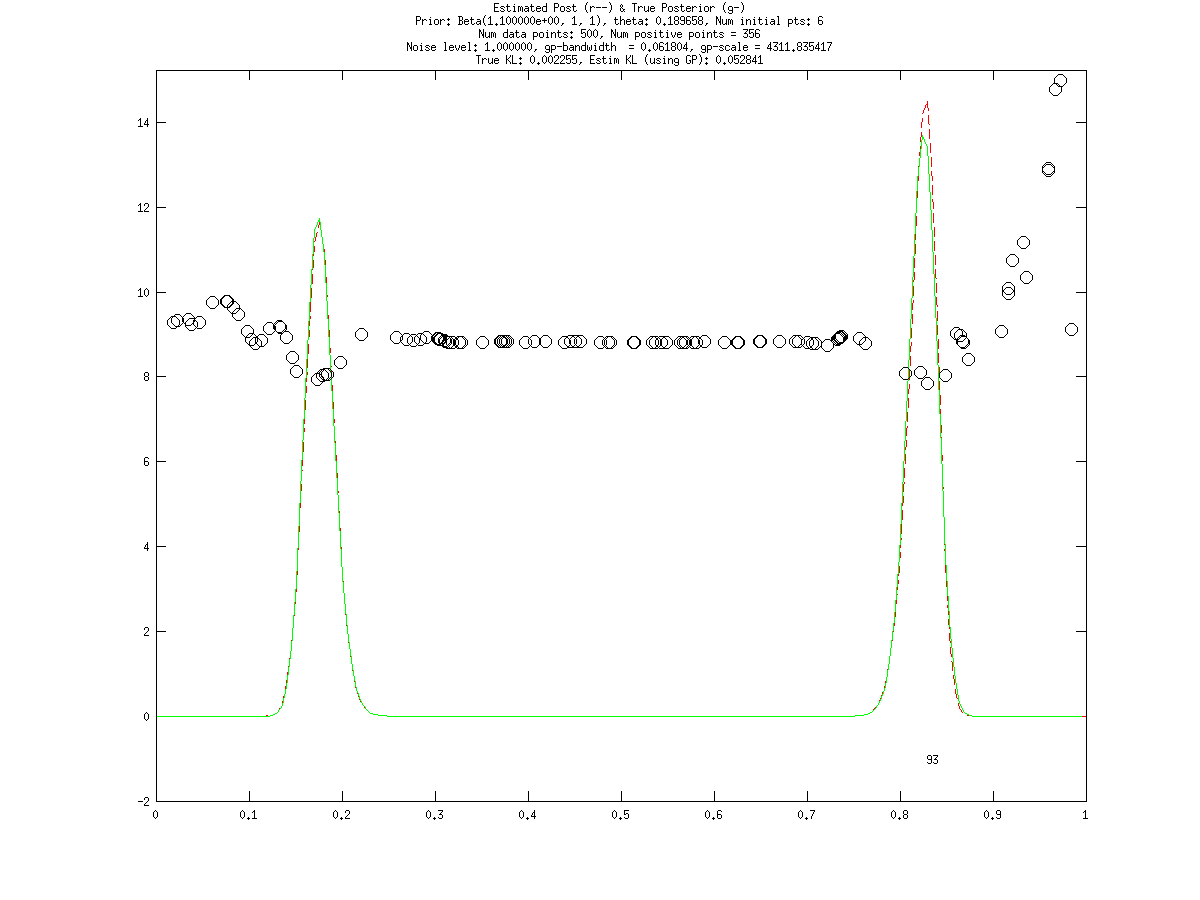 Estimated Post (r--) & True Posterior (g-)
Prior: Beta(1.100000e+00, 1, 1), theta: 0.189658, Num initial pts: 6
Num data points: 500, Num positive points = 356
Noise level: 1.000000, gp-bandwidth  = 0.061804, gp-scale = 4311.835417
True KL: 0.002255, Estim KL (using GP): 0.052841
14
12
10
8
6
4
2
0
-2
93
0 0.1 0.2 0.3 0.4 0.5 0.6 0.7 0.8 0.9 1